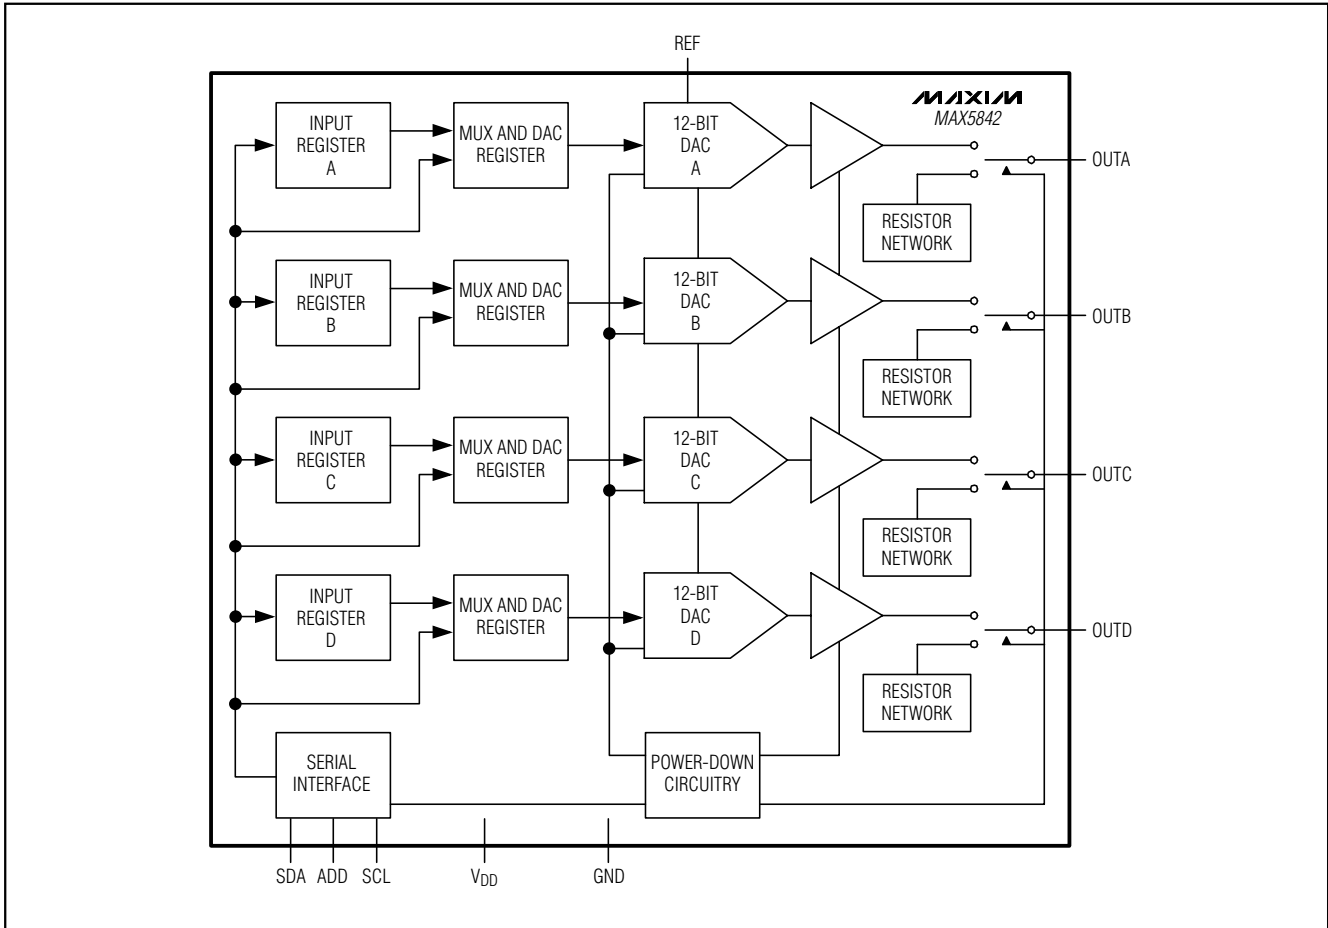 REF
MAXIM
MAX5842
INPUT
REGISTER
A
MUX AND DAC
REGISTER
12-BIT
DAC
A
OUTA
RESISTOR
NETWORK
INPUT
REGISTER
B
MUX AND DAC
REGISTER
12-BIT
DAC
B
OUTB
RESISTOR
NETWORK
INPUT
REGISTER
C
MUX AND DAC
REGISTER
12-BIT
DAC
C
OUTC
RESISTOR
NETWORK
INPUT
REGISTER
D
MUX AND DAC
REGISTER
12-BIT
DAC
D
OUTD
RESISTOR
NETWORK
SERIAL
INTERFACE
POWER-DOWN
CIRCUITRY
SDA ADD SCL VDD GND